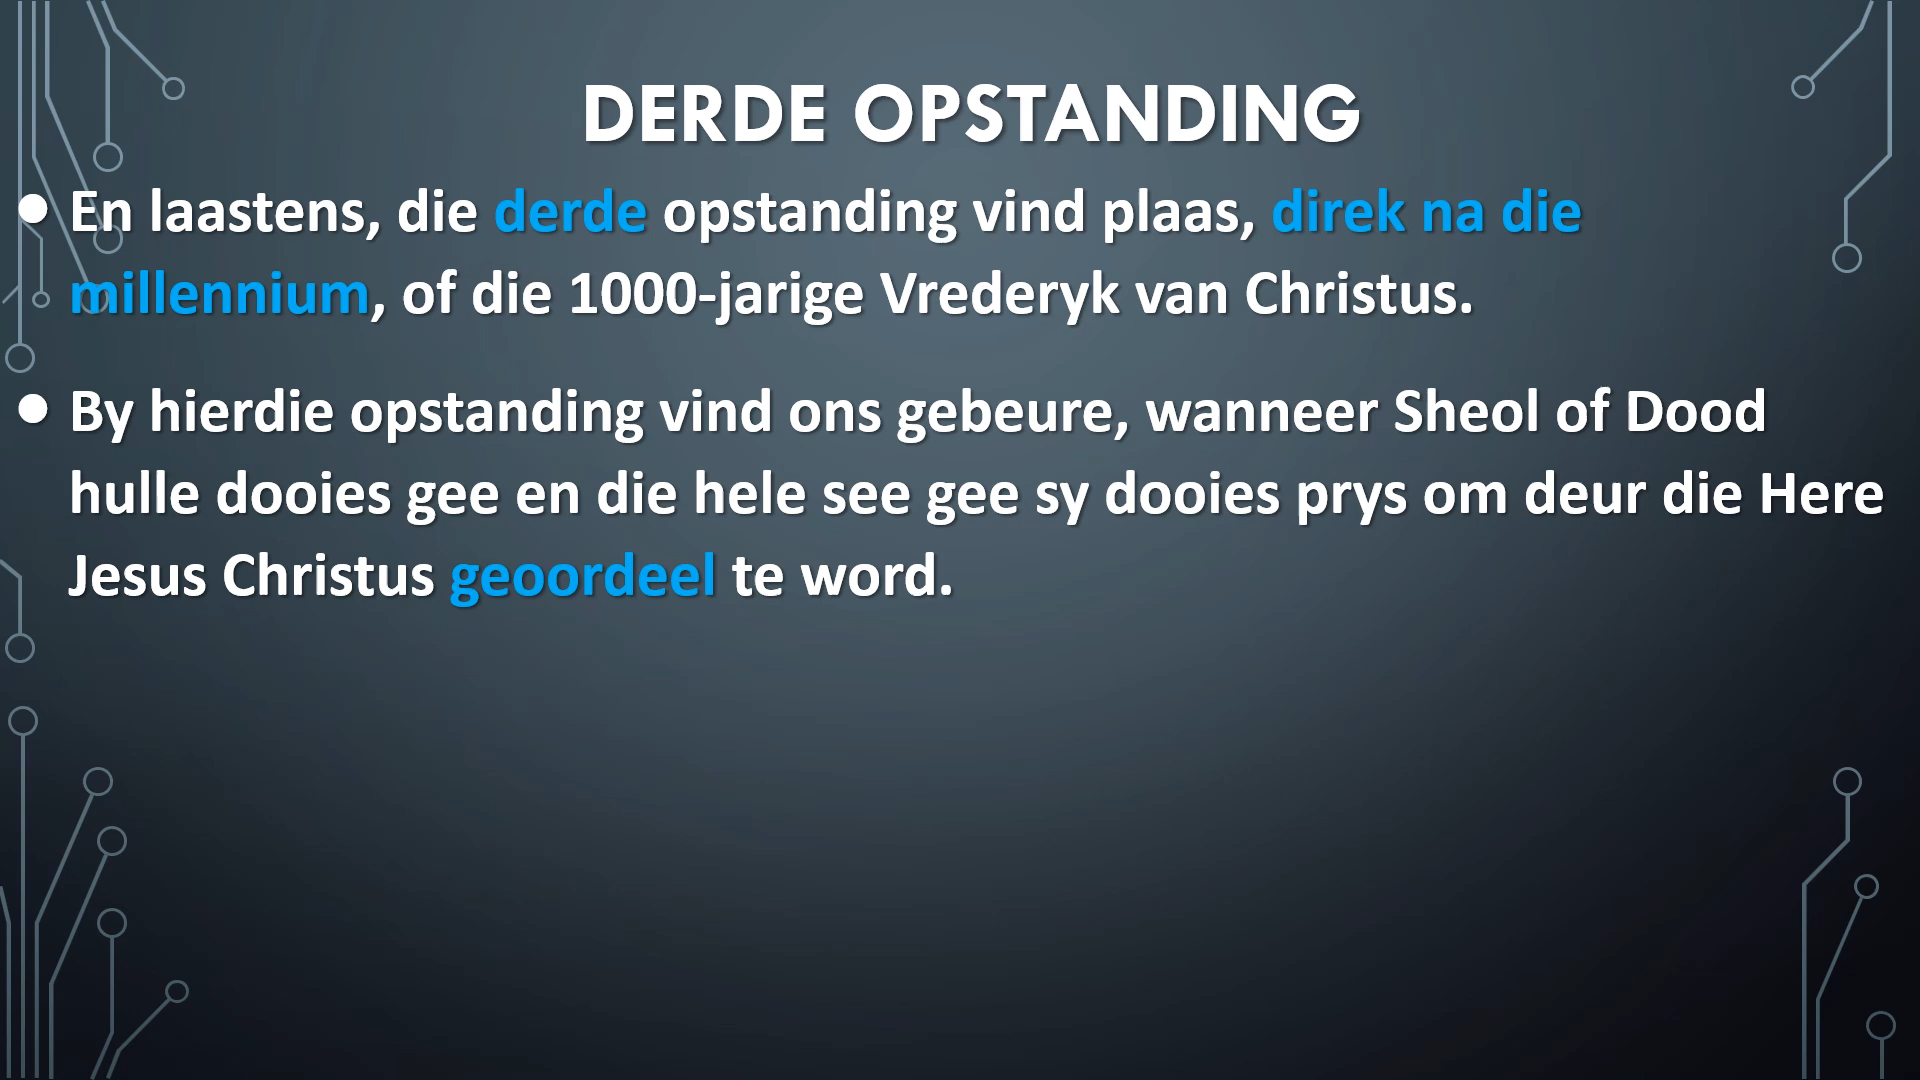 DERDE OPSTANDING
• En laastens, die derde opstanding vind plaas, direk na die
millennium, of die 1000-jarige Vrederyk van Christus.
• By hierdie opstanding vind ons gebeure, wanneer Sheol of Dood
hulle dooies gee en die hele see gee sy dooies prys om deur die Here
Jesus Christus geoordeel te word.